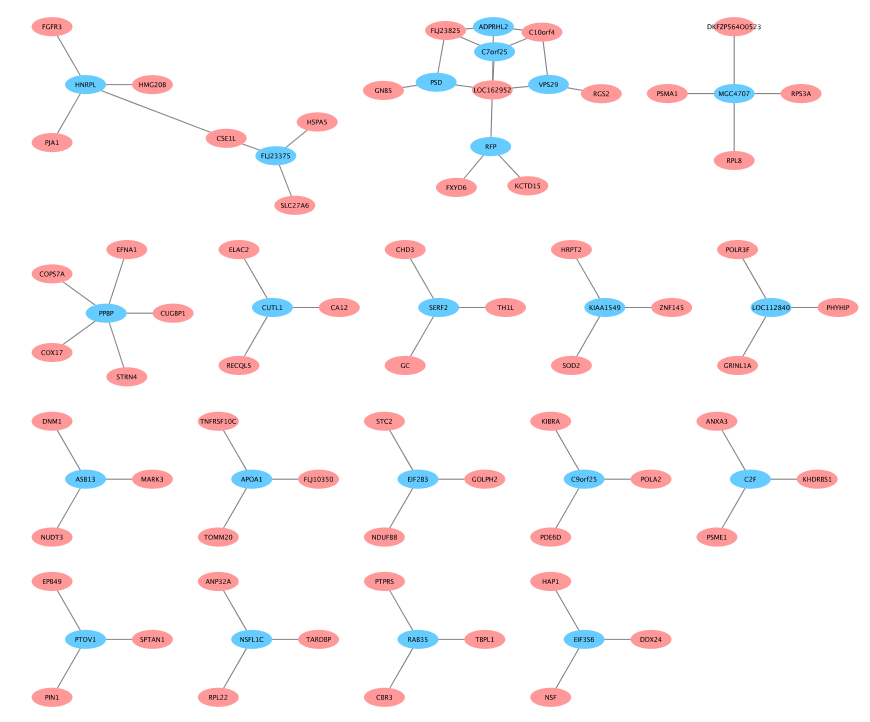 FGFR3
HNRPL
HMG20B
PJA1
CSE1L
HSPA5
FLJ23375
SLC27A6
FLJ23825
ADPRHL2
C10orf4
C7orf25
PSD
LOC162952
VPS29
GNB5
RGS2
RFP
FXYD6
KCTD15
DKFZP564O0523
PSMA1
MGC4707
RPS3A
RPL8
EFNA1
COPS7A
PPBP
CUGBP1
COX17
STRN4
ELAC2
CUTL1
CA12
RECQL5
CHD3
SERF2
TH1L
GC
HRPT2
KIAA1549
ZNF145
SOD2
POLR3F
LOC112840
PHYHIP
GRINL1A
DNM1
ASB13
MARK3
NUDT3
TNFRSF10C
APOA1
FLJ10350
TOMM20
STC2
EIF2B3
GOLPH2
NDUFB8
KIBRA
C9orf25
POLA2
PDE6D
ANXA3
C2F
KHDRBS1
PSME1
EPB49
PTOV1
SPTAN1
PIN1
ANP32A
NSFL1C
TARDBP
RPL22
PTPRS
RAB35
TBPL1
CBR3
HAP1
EIF3S6
DDX24
NSF